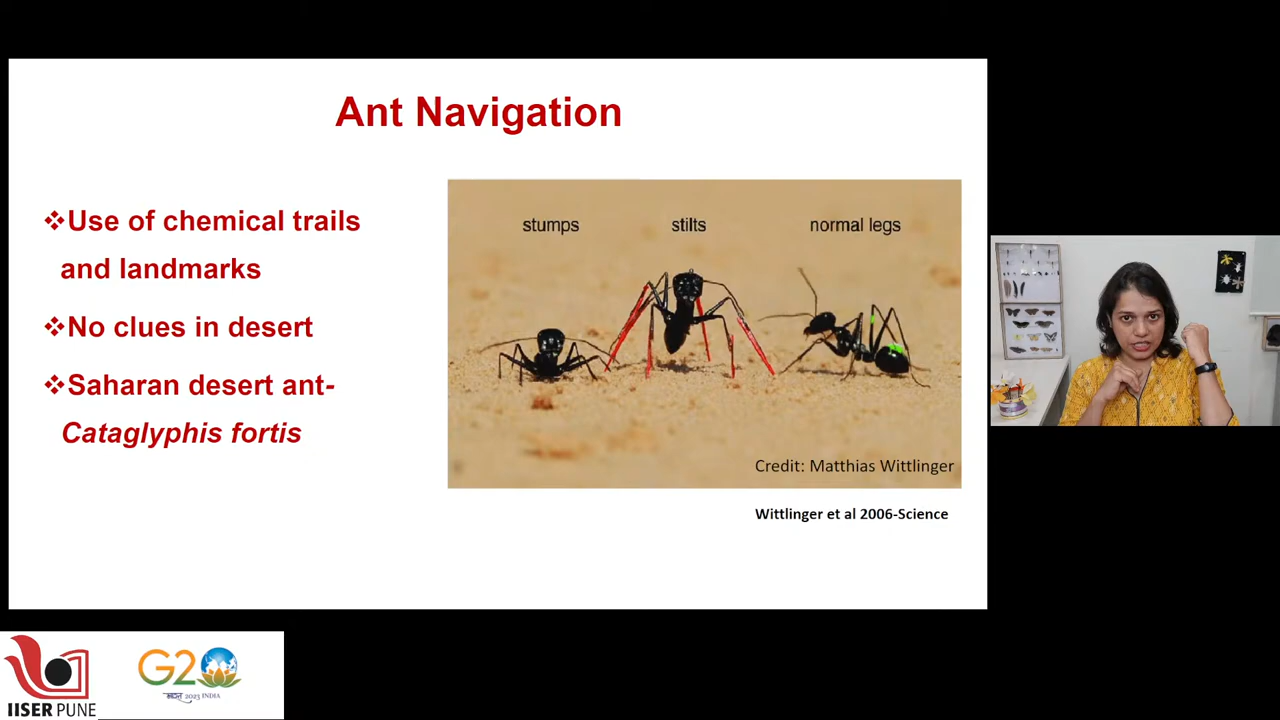 Ant Navigation
❖Use of chemical trails
and landmarks
❖No clues in desert
❖Saharan desert ant-
Cataglyphis fortis
stumps
stilts
normal legs
Credit: Matthias Wittlinger
Wittlinger et al 2006-Science
IISER PUNE
G20
भारत 2023 INDIA